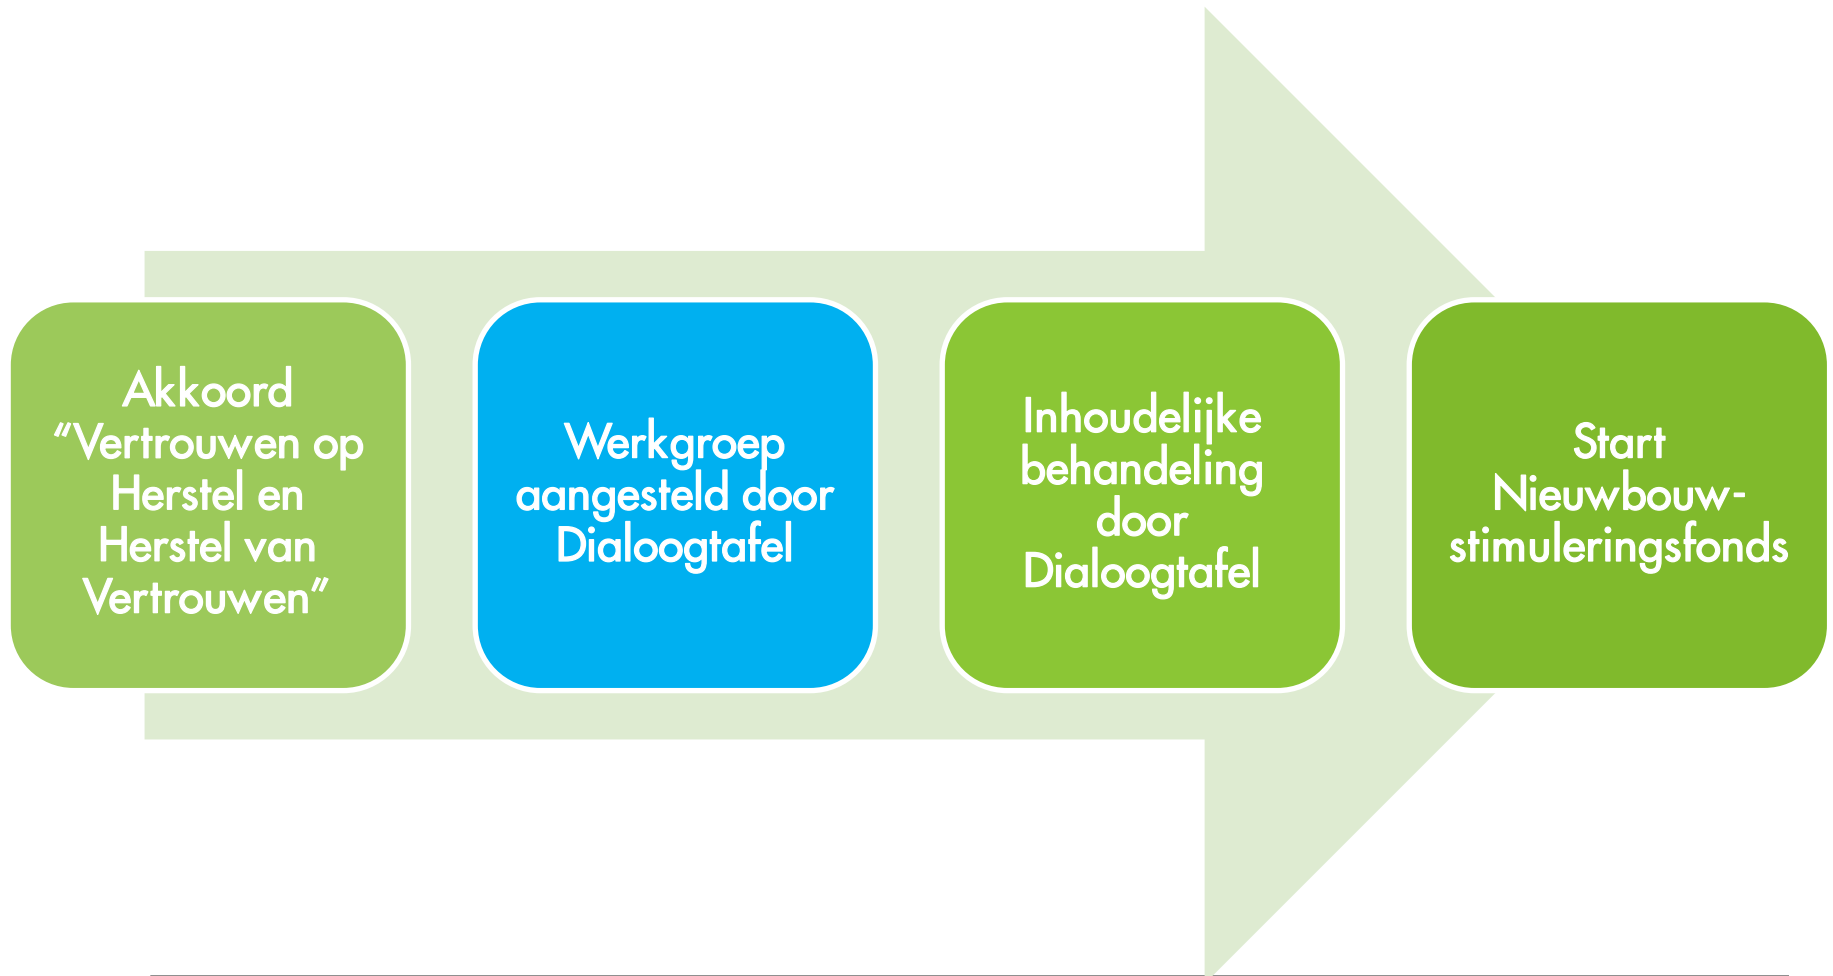 Akkoord
“Vertrouwen op
Herstel en
Herstel van
Vertrouwen”
Werkgroep
aangesteld door
Dialoogtafel
Inhoudelijke
behandeling
door
Dialoogtafel
Start
Nieuwbouw-
stimuleringsfonds